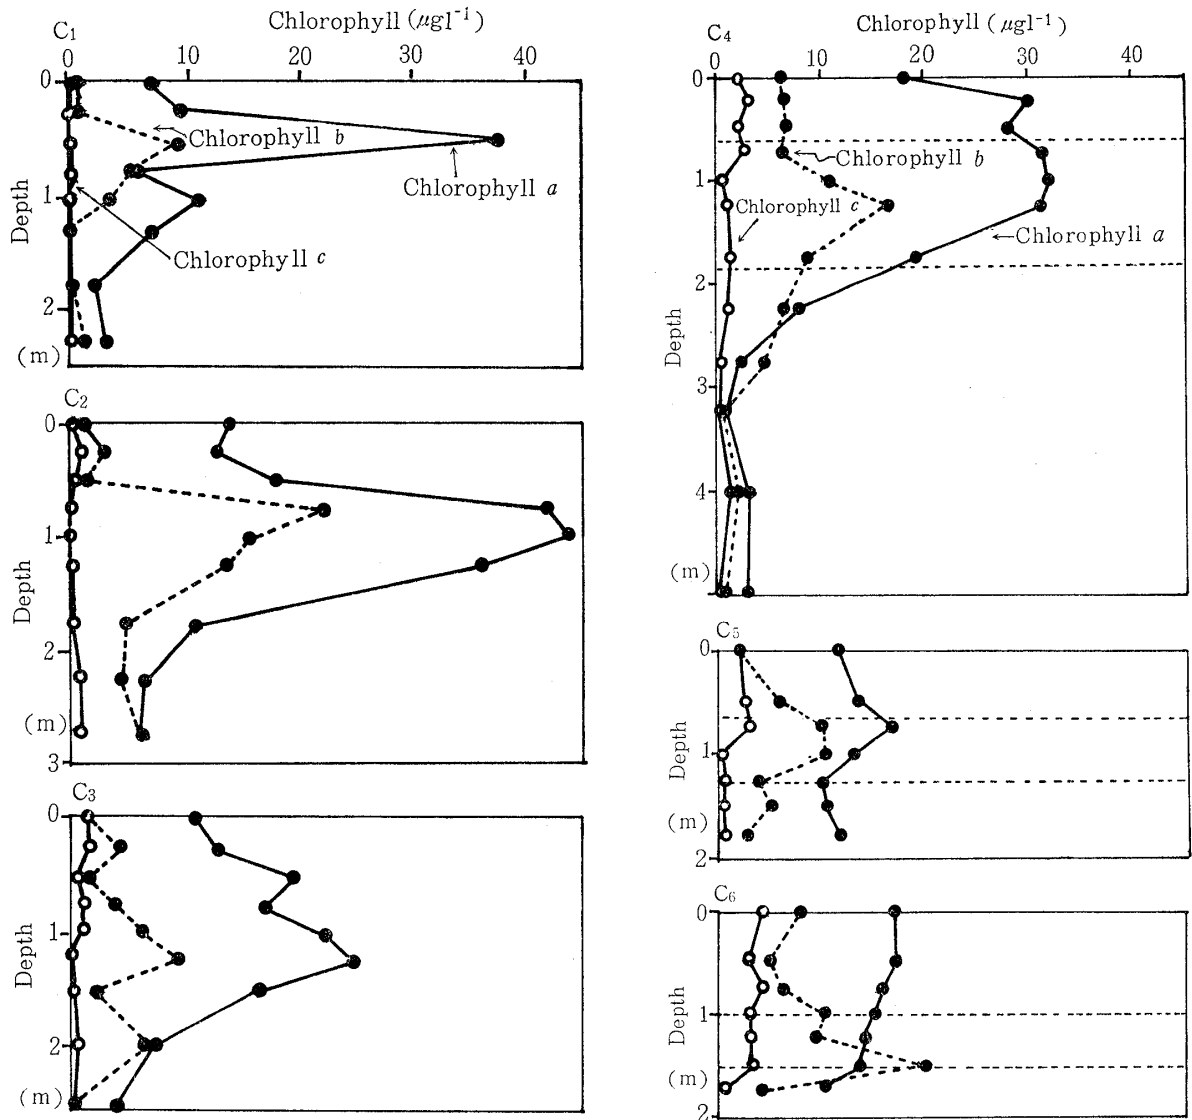 Chlorophyll (μgl⁻¹)
C₁
0 10 20 30 40
0
Chlorophyll b
Chlorophyll a
1
Chlorophyll c
2
Depth
(m)
C₂
0
1
2
3
Depth
(m)
C₃
0
1
2
Depth
(m)
Chlorophyll (μgl⁻¹)
C₄
0 10 20 30 40
0
Chlorophyll b
1
Chlorophyll c
Chlorophyll a
2
3
4
Depth
(m)
C₅
0
1
2
Depth
(m)
C₆
0
1
2
Depth
(m)